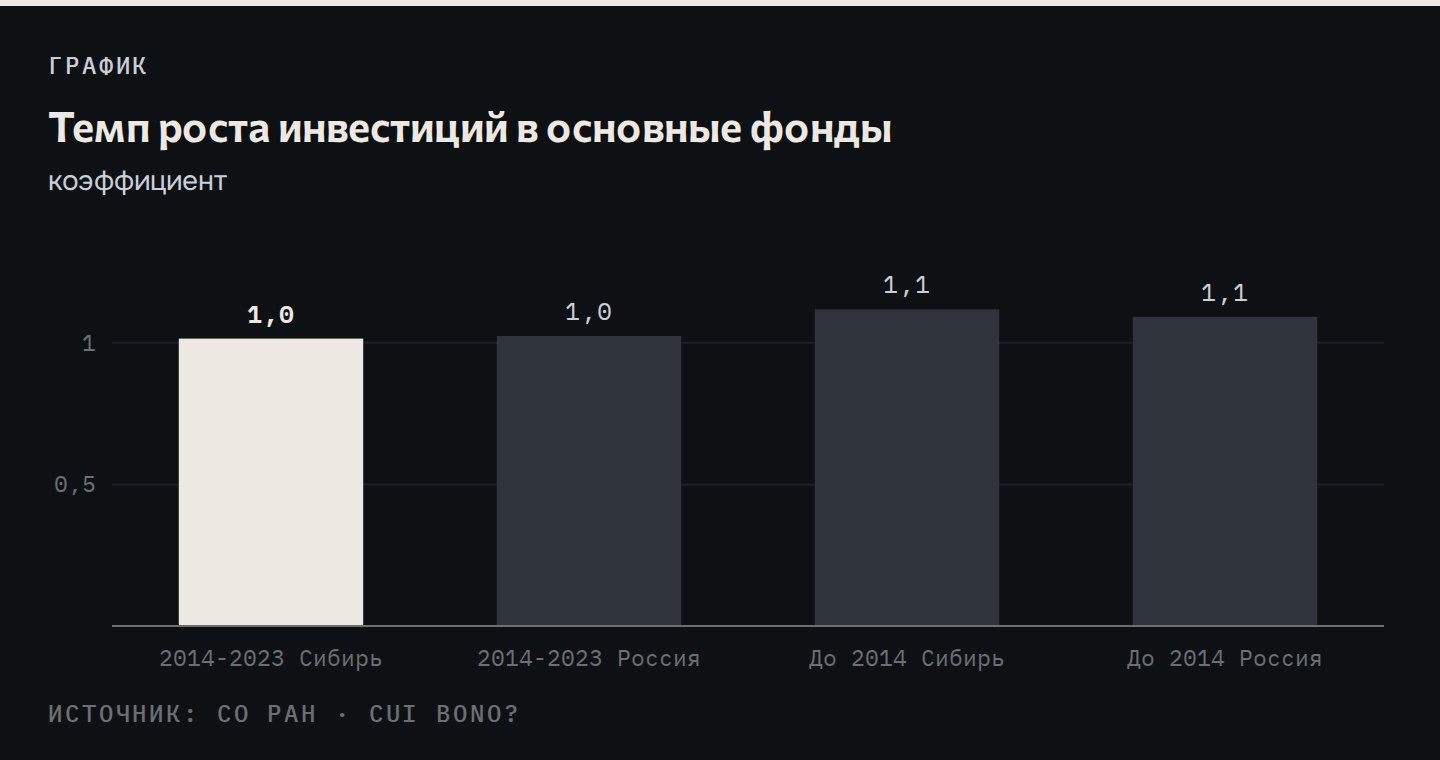 ГРАФИК
Темп роста инвестиций в основные фонды
коэффициент
1,0
1,0
1,1
1,1
1
0,5
2014-2023 Сибирь
2014-2023 Россия
До 2014 Сибирь
До 2014 Россия
ИСТОЧНИК: СО РАН · CUI BONO?